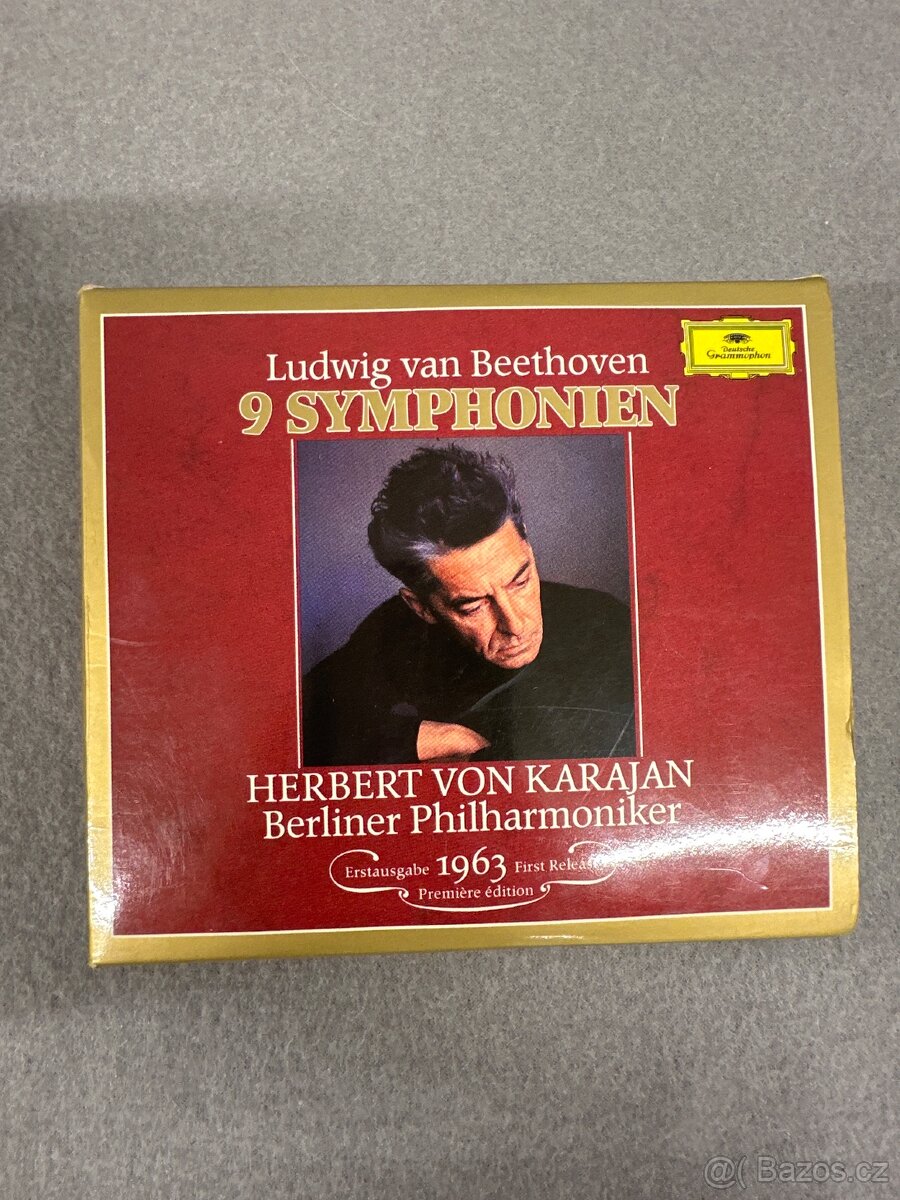 Deutsche
Grammophon
Ludwig van Beethoven
9 SYMPHONIEN
HERBERT VON KARAJAN
Berliner Philharmoniker
Erstausgabe 1963 First Release
Première édition
@( Bazos.cz